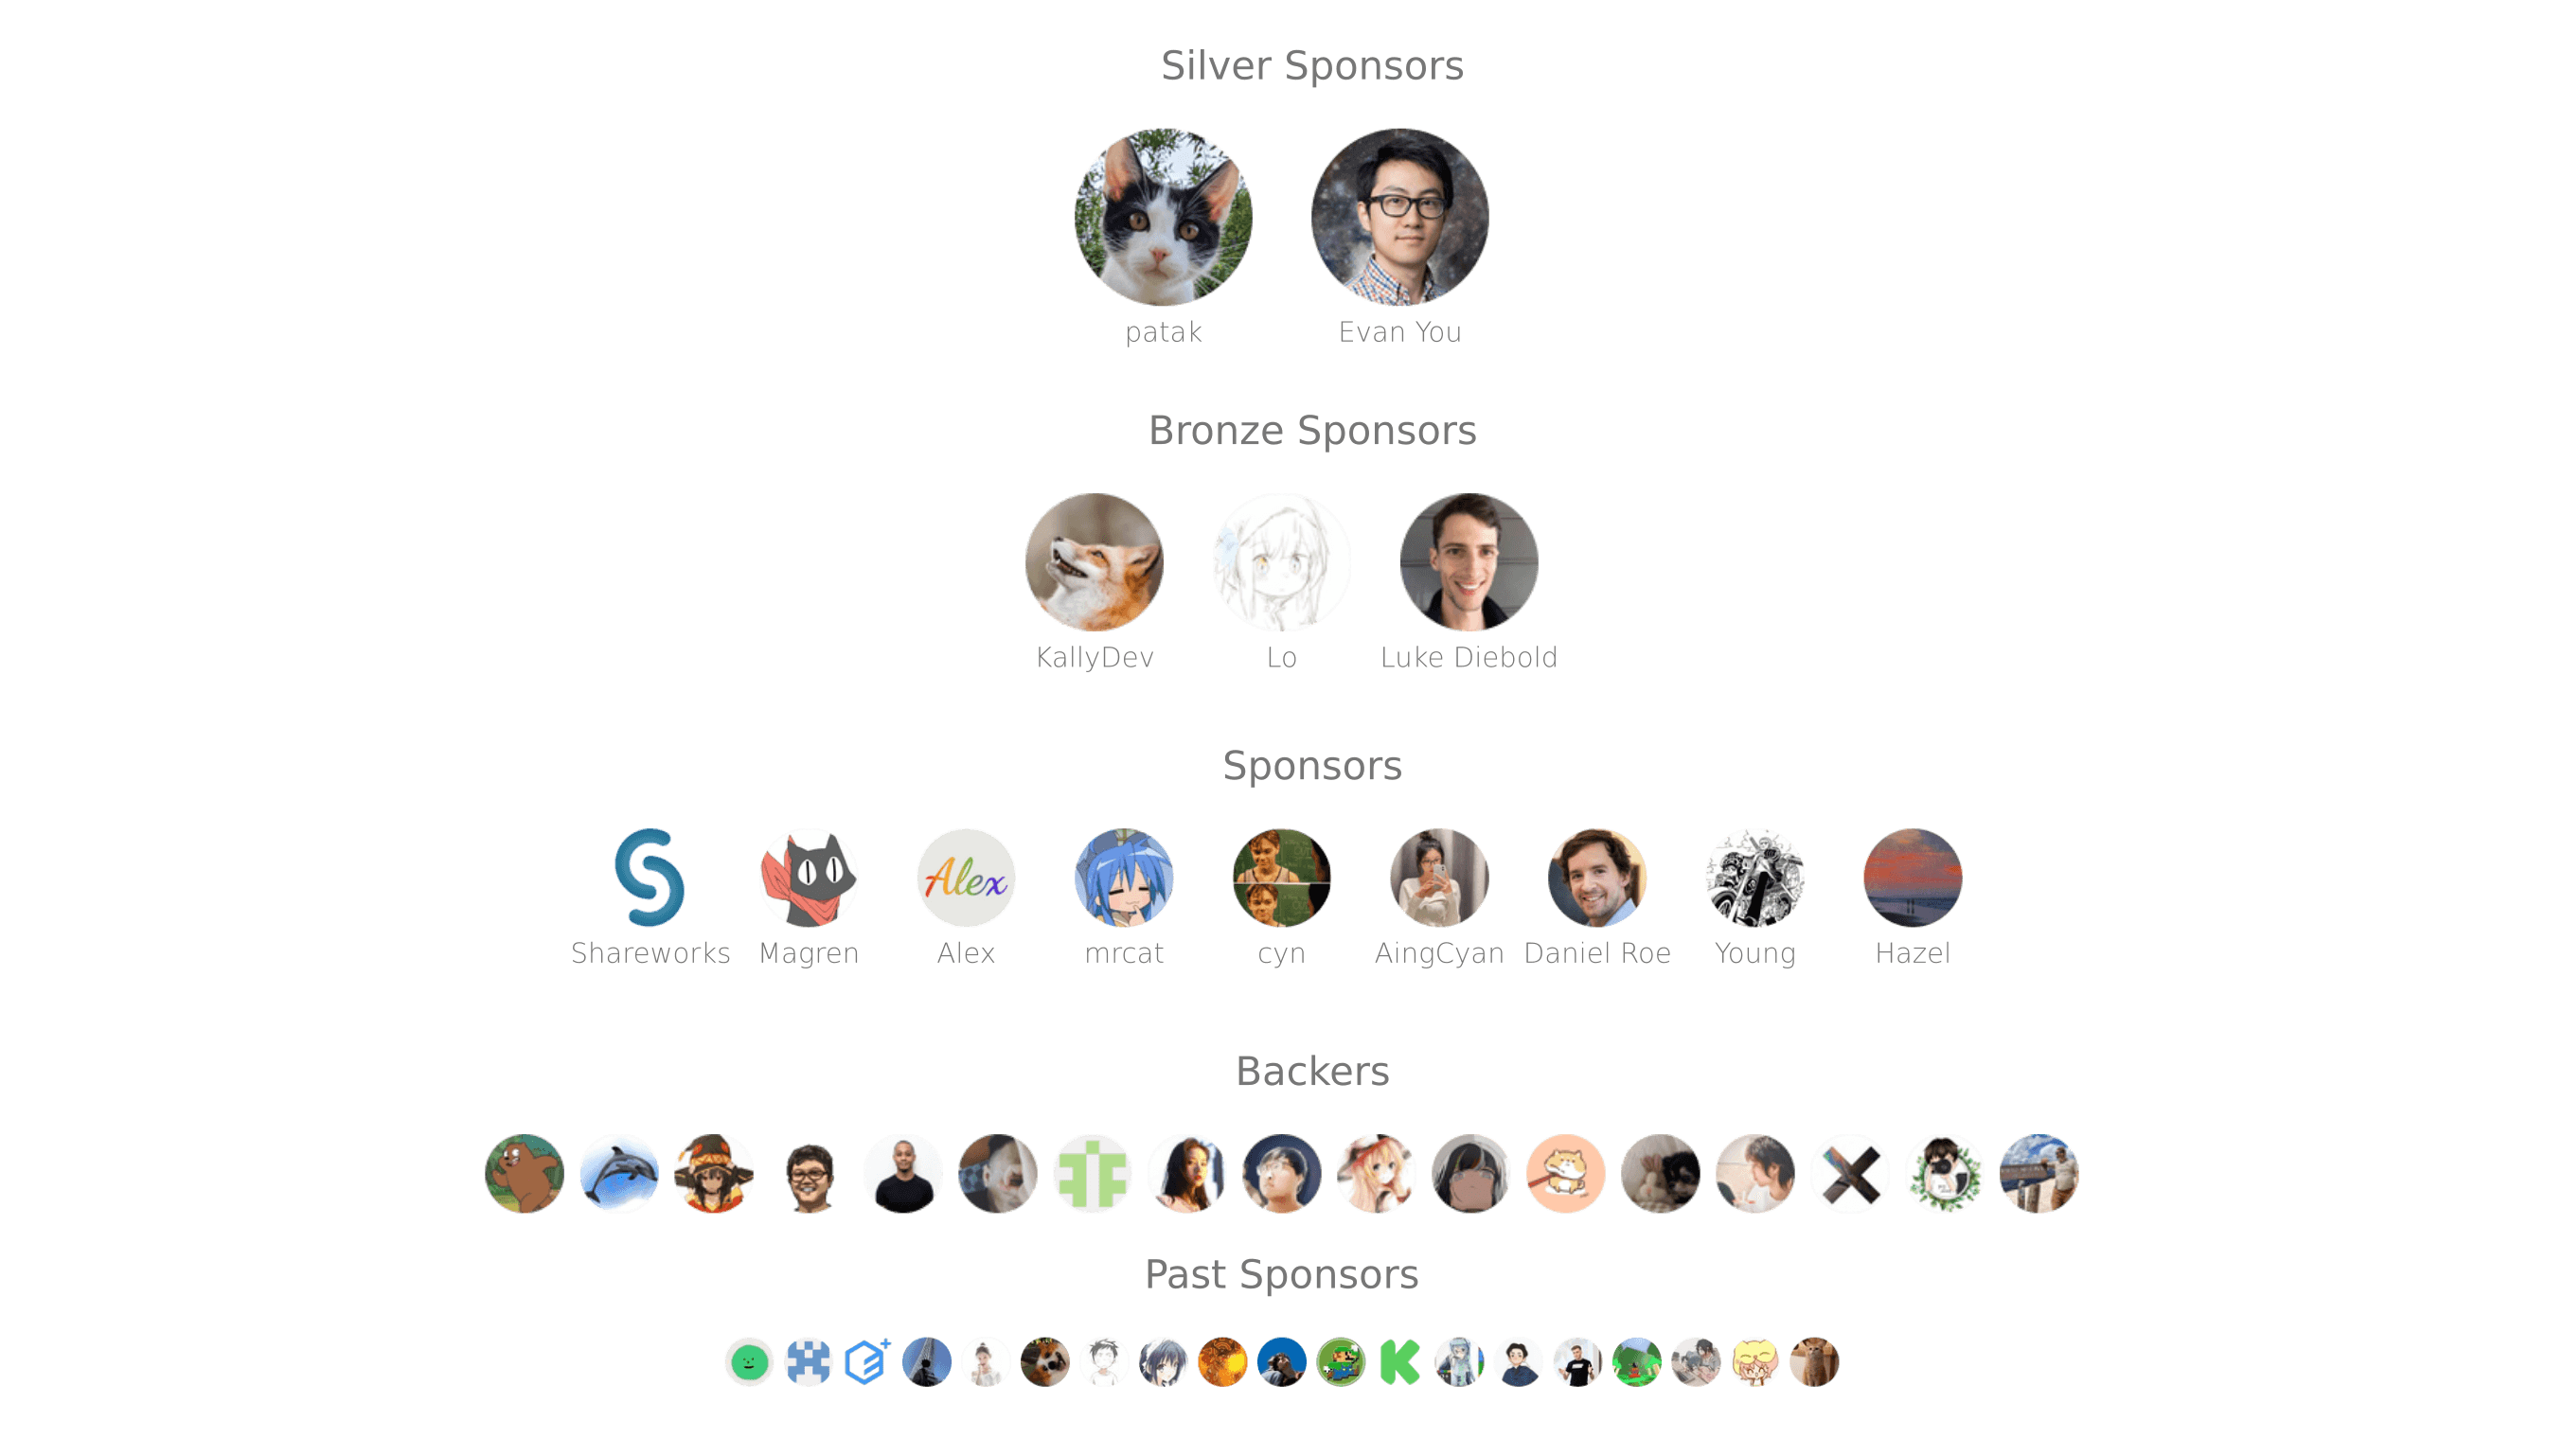 Silver Sponsors
patak Evan You
Bronze Sponsors
KallyDev Lo Luke Diebold
Sponsors
Alex
Shareworks Magren Alex mrcat cyn AingCyan Daniel Roe Young Hazel
Backers
Past Sponsors
K